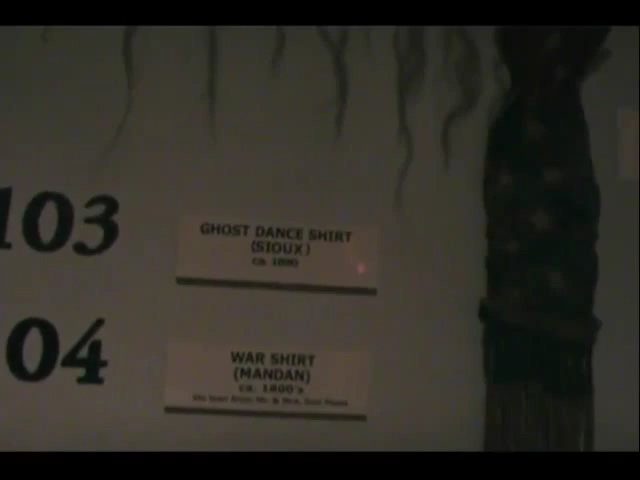 103
GHOST DANCE SHIRT
(SIOUX)
ca. 1890
04
WAR SHIRT
(MANDAN)
ca. 1800's